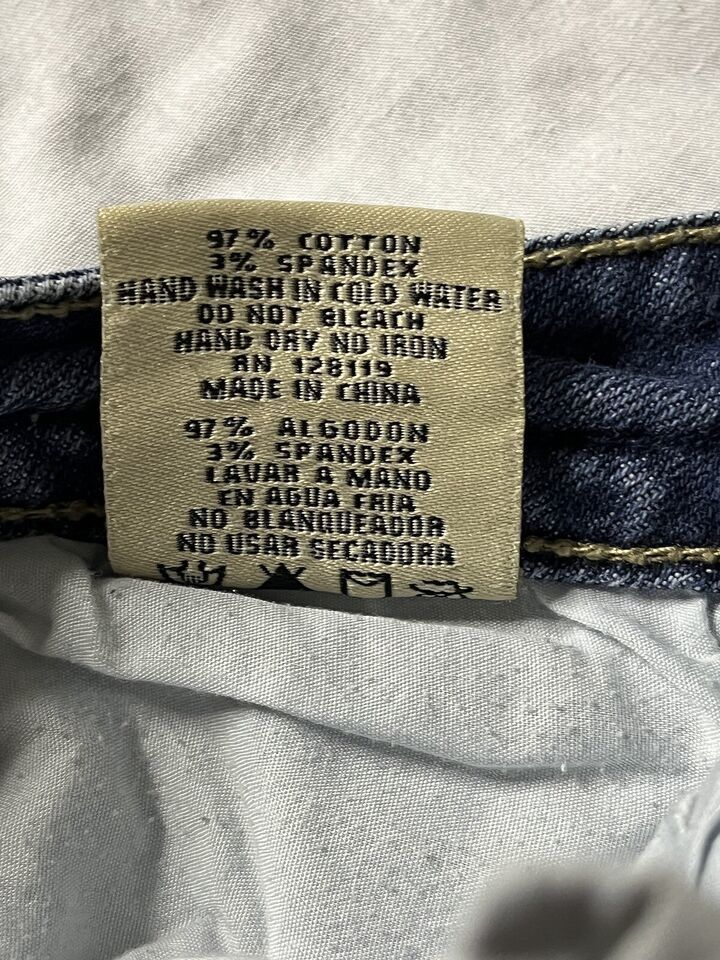 97% COTTON
3% SPANDEX
HAND WASH IN COLD WATER
DO NOT BLEACH
HANG DRY NO IRON
RN 128119
MADE IN CHINA
97% ALGODON
3% SPANDEX
LAVAR A MANO
EN AGUA FRIA
NO BLANQUEADOR
NO USAR SECADORA